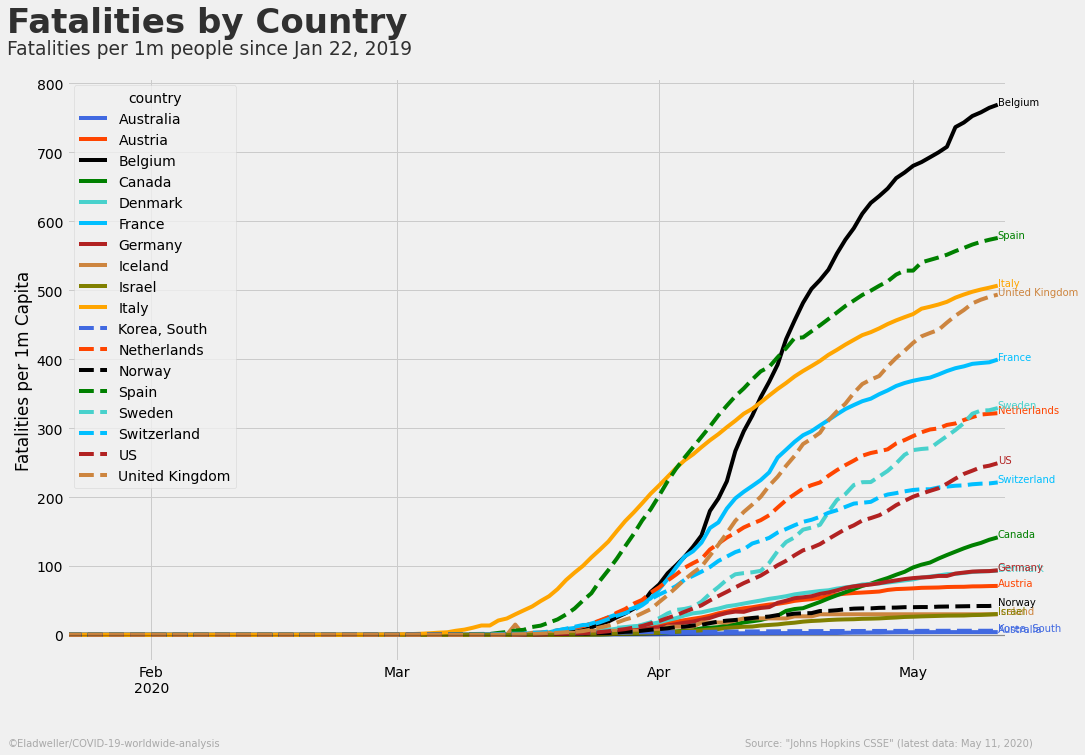 Fatalities by Country
Fatalities per 1m people since Jan 22, 2019
Fatalities per 1m Capita
800
700
600
500
400
300
200
100
0
country
Australia
Austria
Belgium
Canada
Denmark
France
Germany
Iceland
Israel
Italy
Korea, South
Netherlands
Norway
Spain
Sweden
Switzerland
US
United Kingdom
Belgium
Spain
Italy
United Kingdom
France
Sweden
Netherlands
US
Switzerland
Canada
Germany
Austria
Norway
Israel
Korea, South
Australia
Feb
2020
Mar
Apr
May
©Eladweller/COVID-19-worldwide-analysis
Source: "Johns Hopkins CSSE" (latest data: May 11, 2020)